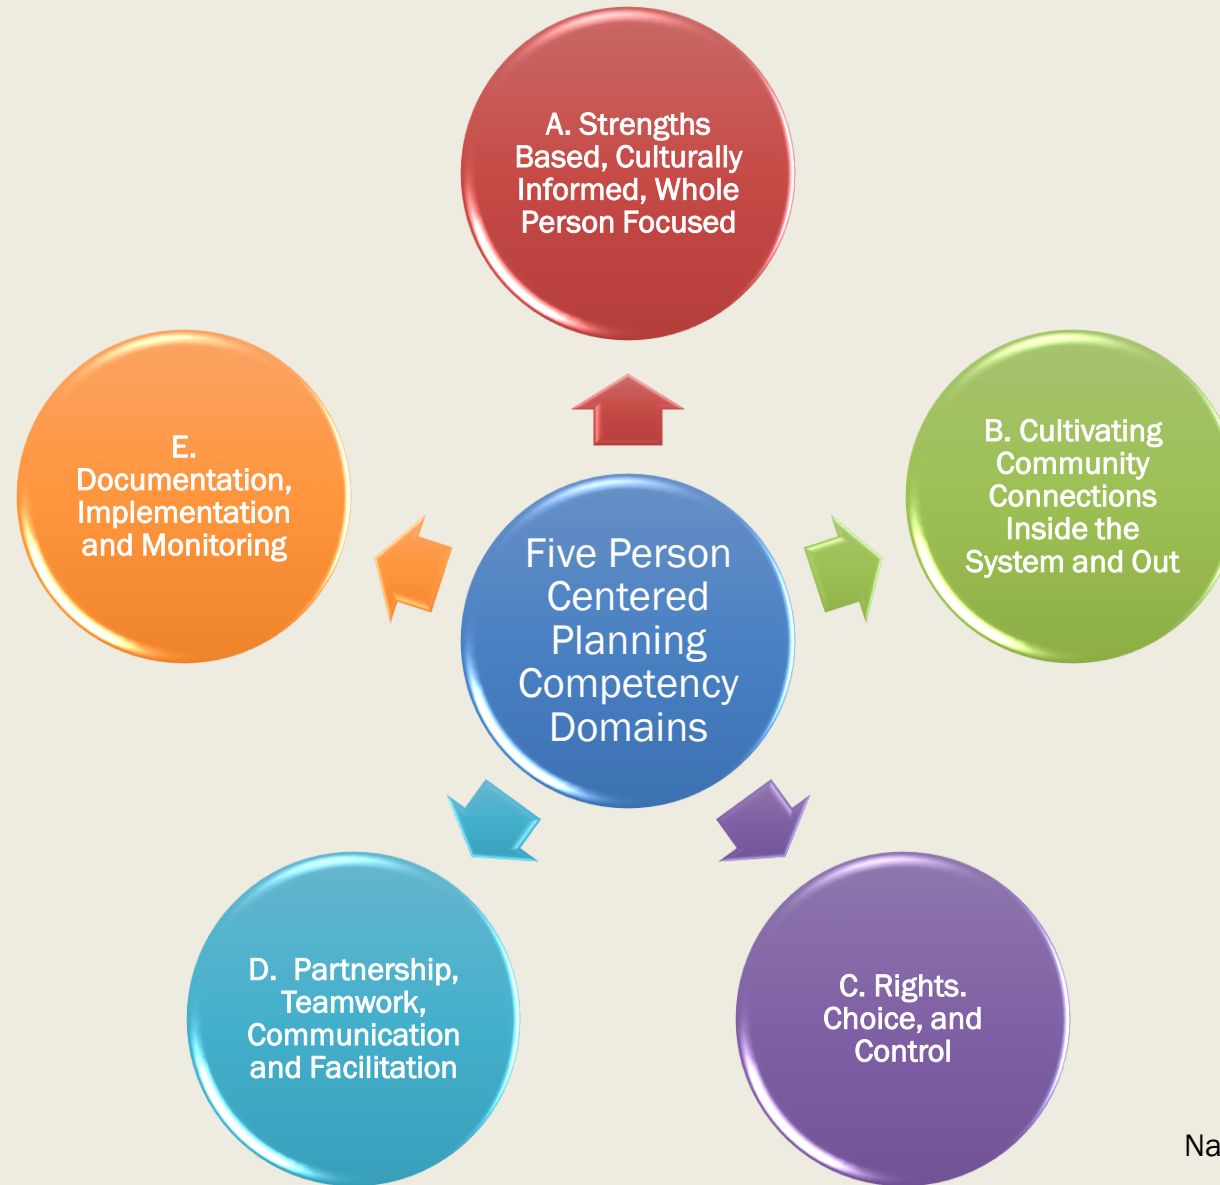 A. Strengths
Based, Culturally
Informed, Whole
Person Focused
B. Cultivating
Community
Connections
Inside the
System and Out
C. Rights.
Choice, and
Control
D.  Partnership,
Teamwork,
Communication
and Facilitation
E.
Documentation,
Implementation
and Monitoring
Five Person
Centered
Planning
Competency
Domains
Na